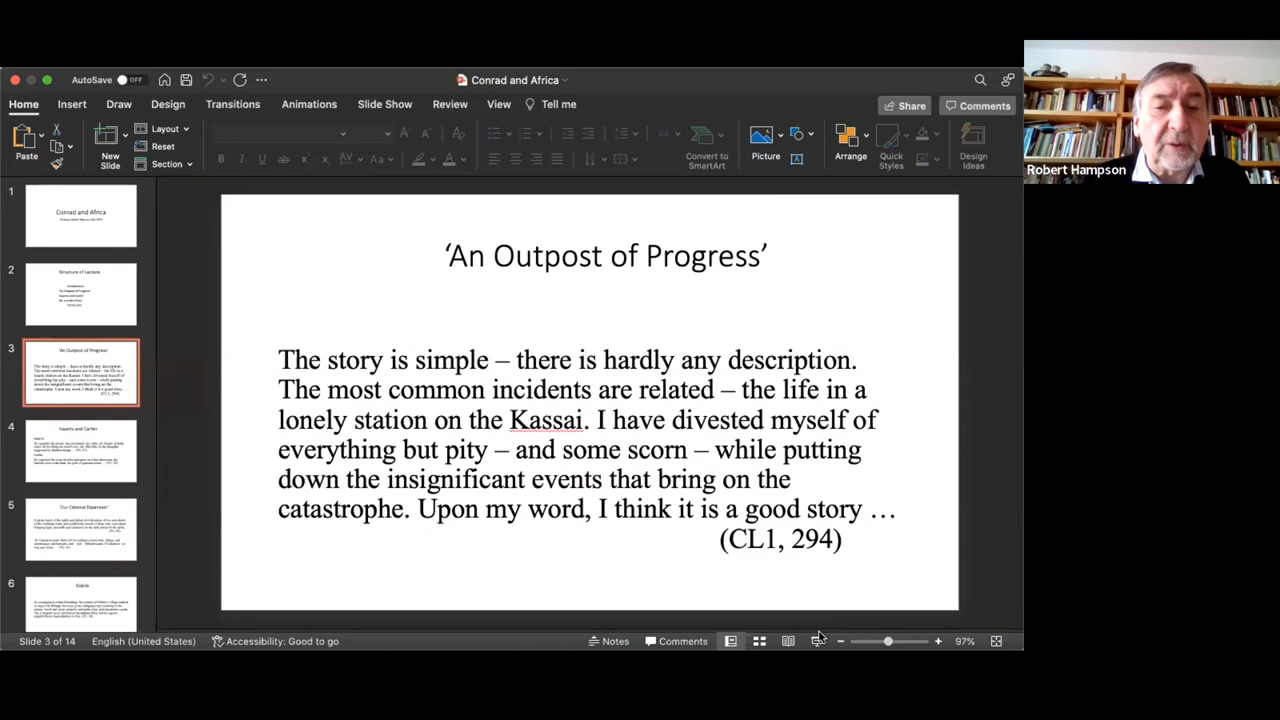 AutoSave OFF
Conrad and Africa
Home Insert Draw Design Transitions Animations Slide Show Review View Tell me
Share Comments
Paste
New Slide
Layout
Reset
Section
Convert to SmartArt
Picture
Arrange
Quick Styles
Design Ideas
Robert Hampson
1
Conrad and Africa
2
Structure of Lecture
3
'An Outpost of Progress'
4
Kayerts and Carlier
5
'Our Colonial Expansion'
6
'An Outpost of Progress'
The story is simple – there is hardly any description.
The most common incidents are related – the life in a
lonely station on the Kassai. I have divested myself of
everything but pity – and some scorn – while putting
down the insignificant events that bring on the
catastrophe. Upon my word, I think it is a good story …
(CL1, 294)
Slide 3 of 14 English (United States) Accessibility: Good to go Notes Comments 97%